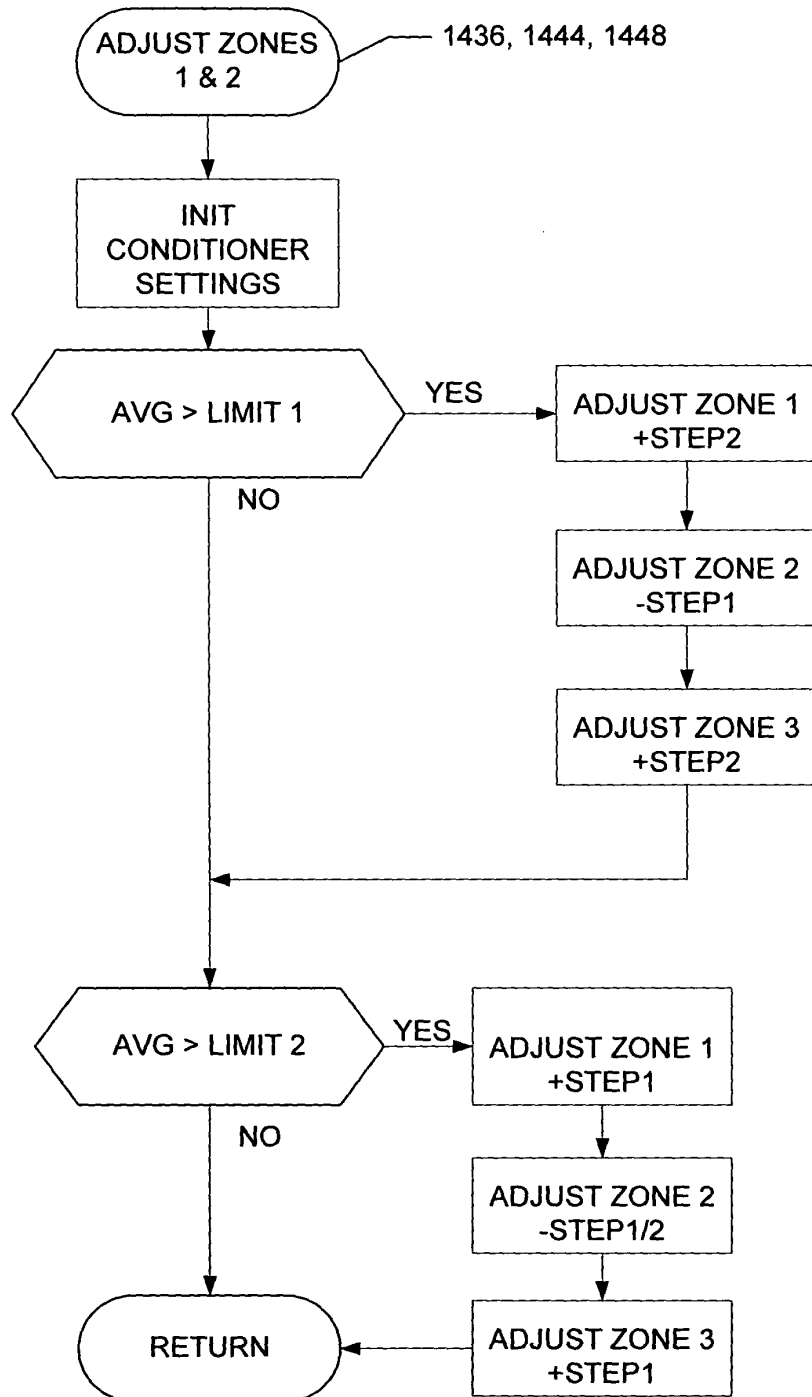 ADJUST ZONES
1 & 2
1436, 1444, 1448
INIT
CONDITIONER
SETTINGS
AVG > LIMIT 1
YES
NO
ADJUST ZONE 1
+STEP2
ADJUST ZONE 2
-STEP1
ADJUST ZONE 3
+STEP2
AVG > LIMIT 2
YES
NO
ADJUST ZONE 1
+STEP1
ADJUST ZONE 2
-STEP1/2
ADJUST ZONE 3
+STEP1
RETURN